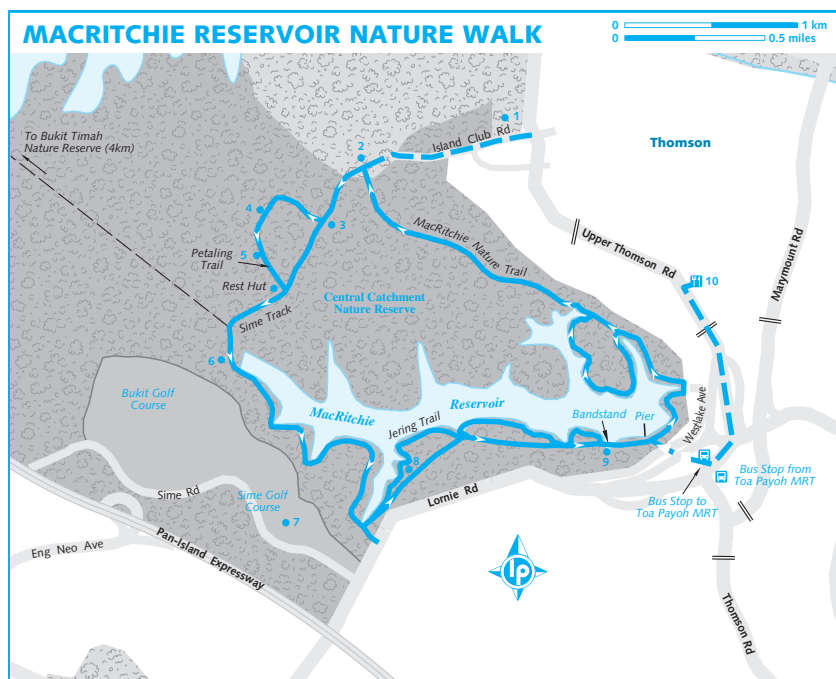 MACRITCHIE RESERVOIR NATURE WALK
0 1 km
0 0.5 miles
To Bukit Timah
Nature Reserve (4km)
1
Island Club Rd
2
Thomson
4
3
MacRitchie Nature Trail
Upper Thomson Rd
Marymount Rd
Petaling
Trail
5
Rest Hut
10
Central Catchment
Nature Reserve
Sime Track
6
Bukit Golf
Course
MacRitchie
Reservoir
Jering Trail
Bandstand
Pier
Westlake Ave
8
9
Bus Stop from
Toa Payoh MRT
Bus Stop to
Toa Payoh MRT
Sime Rd
Sime Golf
Course
7
Lornie Rd
Eng Neo Ave
Pan-Island Expressway
lp
Thomson Rd